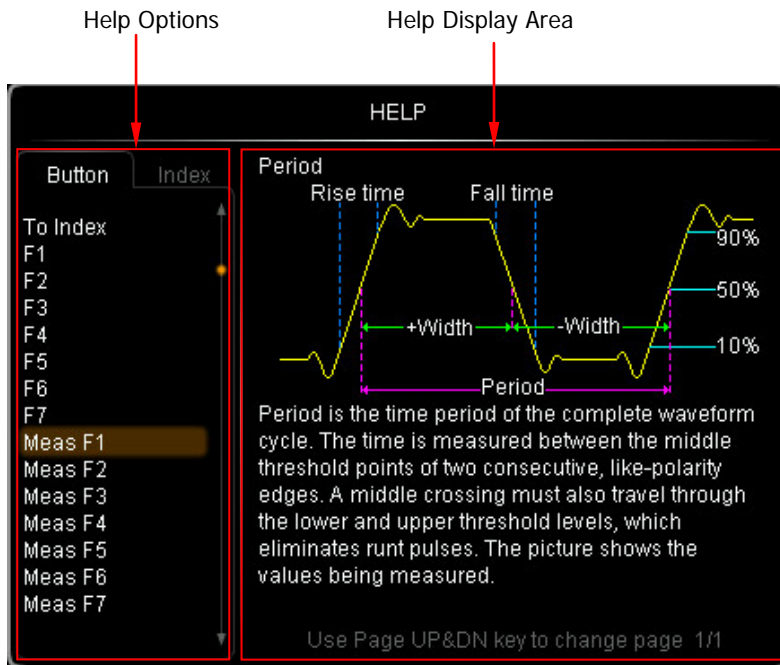 Help Options
Help Display Area
HELP
Button
Index
To Index
F1
F2
F3
F4
F5
F6
F7
Meas F1
Meas F2
Meas F3
Meas F4
Meas F5
Meas F6
Meas F7
Period
Rise time
Fall time
90%
50%
+Width
-Width
10%
Period
Period is the time period of the complete waveform
cycle. The time is measured between the middle
threshold points of two consecutive, like-polarity
edges. A middle crossing must also travel through
the lower and upper threshold levels, which
eliminates runt pulses. The picture shows the
values being measured.
Use Page UP&DN key to change page 1/1